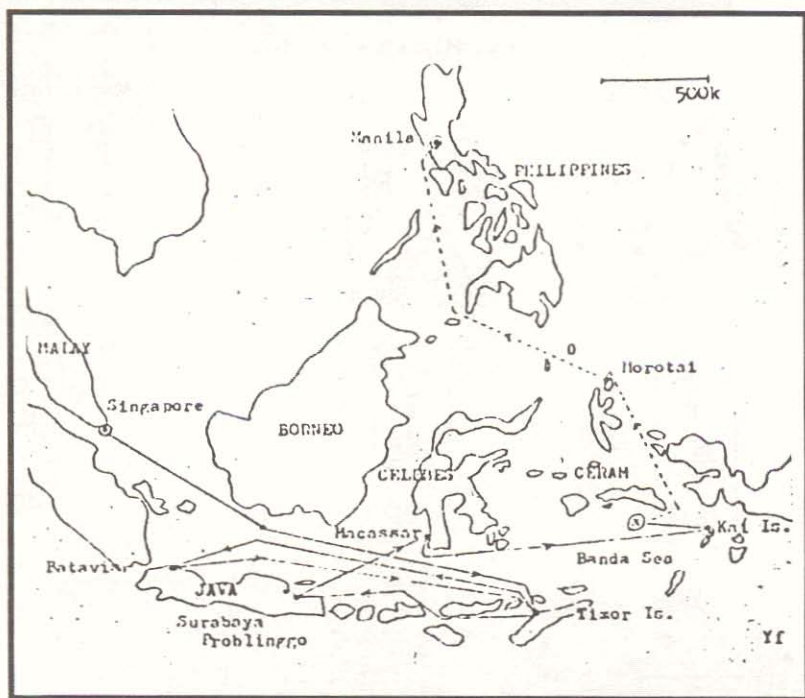 500k
Manila
PHILIPPINES
MALAY
Morotai
Singapore
BORNEO
CELEBES
CERAM
Macassar
Kai Is.
Batavia
Banda Sea
JAVA
Timor Is.
Surabaya
Problinggo